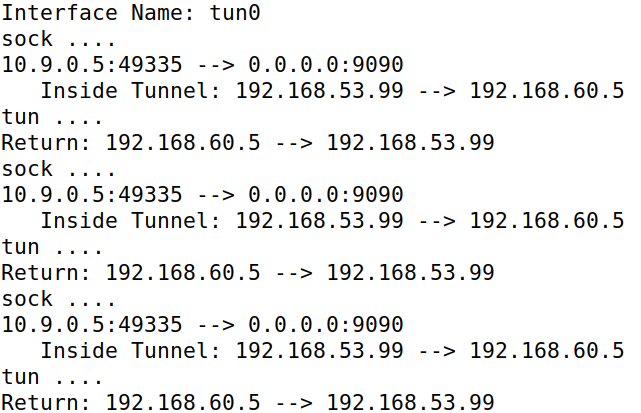 Interface Name: tun0
sock ....
10.9.0.5:49335 --> 0.0.0.0:9090
   Inside Tunnel: 192.168.53.99 --> 192.168.60.5
tun ....
Return: 192.168.60.5 --> 192.168.53.99
sock ....
10.9.0.5:49335 --> 0.0.0.0:9090
   Inside Tunnel: 192.168.53.99 --> 192.168.60.5
tun ....
Return: 192.168.60.5 --> 192.168.53.99
sock ....
10.9.0.5:49335 --> 0.0.0.0:9090
   Inside Tunnel: 192.168.53.99 --> 192.168.60.5
tun ....
Return: 192.168.60.5 --> 192.168.53.99